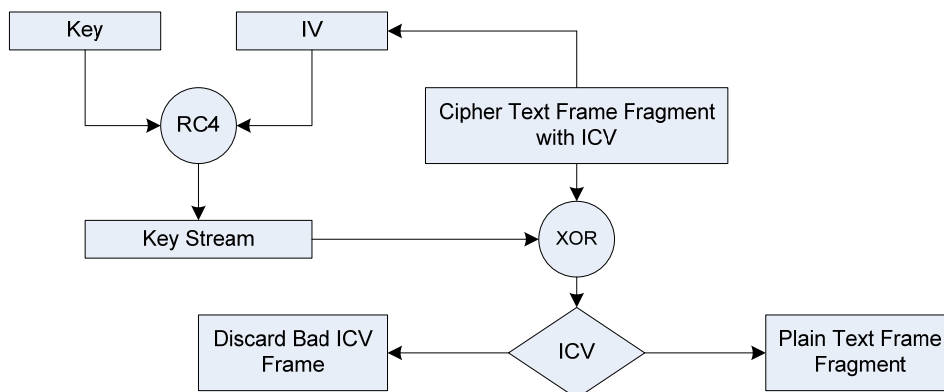 Key
IV
RC4
Cipher Text Frame Fragment
with ICV
Key Stream
XOR
Discard Bad ICV
Frame
ICV
Plain Text Frame
Fragment